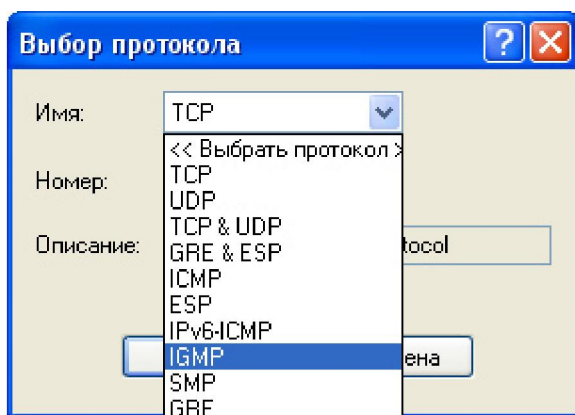 Выбор протокола
Имя:
TCP
<< Выбрать протокол >
TCP
Номер:
UDP
TCP & UDP
Описание:
GRE & ESP
tocol
ICMP
ESP
IPv6-ICMP
IGMP
ена
SMP
GRE